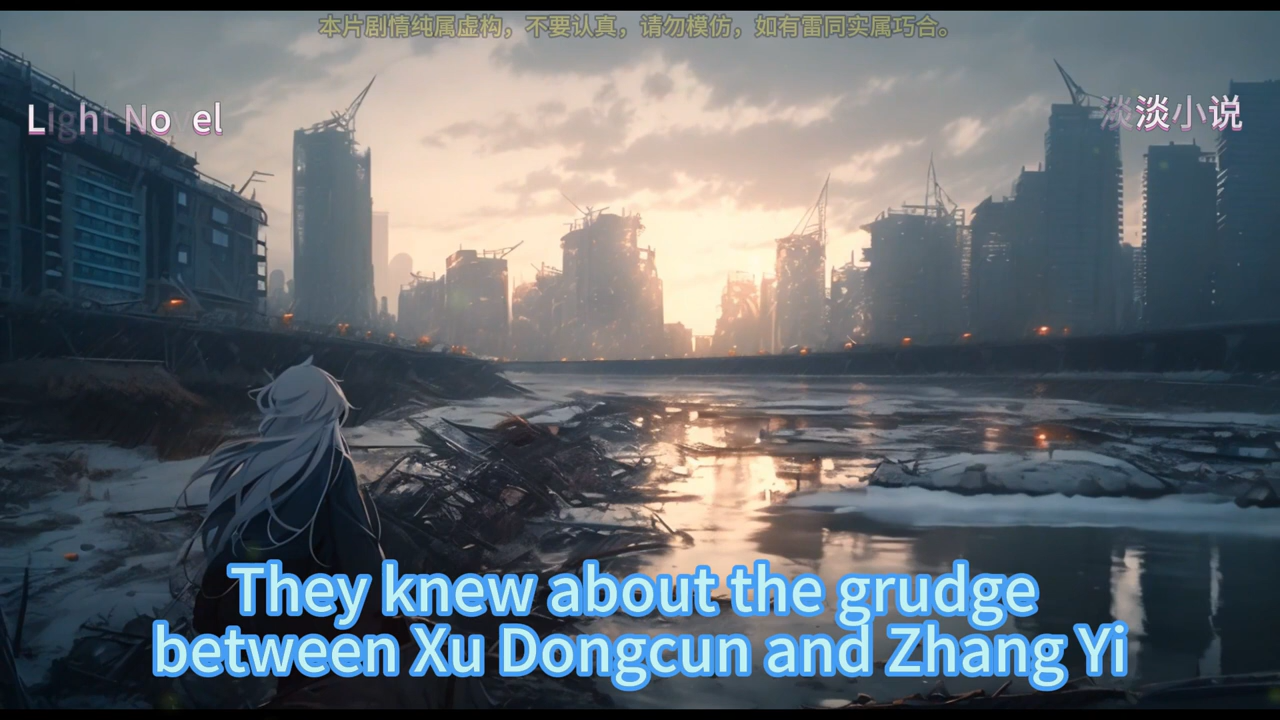 本片剧情纯属虚构，不要认真，请勿模仿，如有雷同实属巧合。
Light Novel
淡淡小说
They knew about the grudge
between Xu Dongcun and Zhang Yi